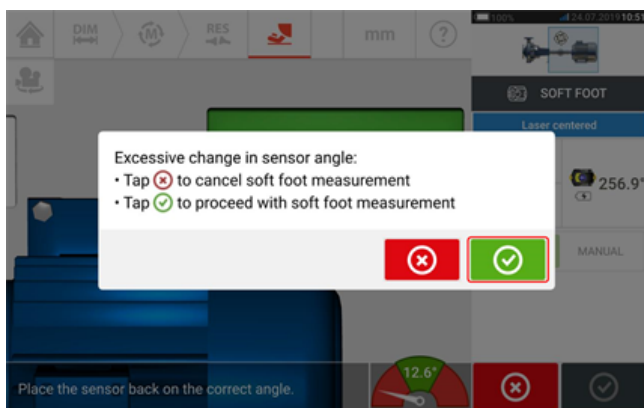 100%
24.07.2019 10:51
DIM
RES
mm
?
SOFT FOOT
Laser centered
Excessive change in sensor angle:
• Tap to cancel soft foot measurement
• Tap to proceed with soft foot measurement
256.9°
MANUAL
12.6°
Place the sensor back on the correct angle.